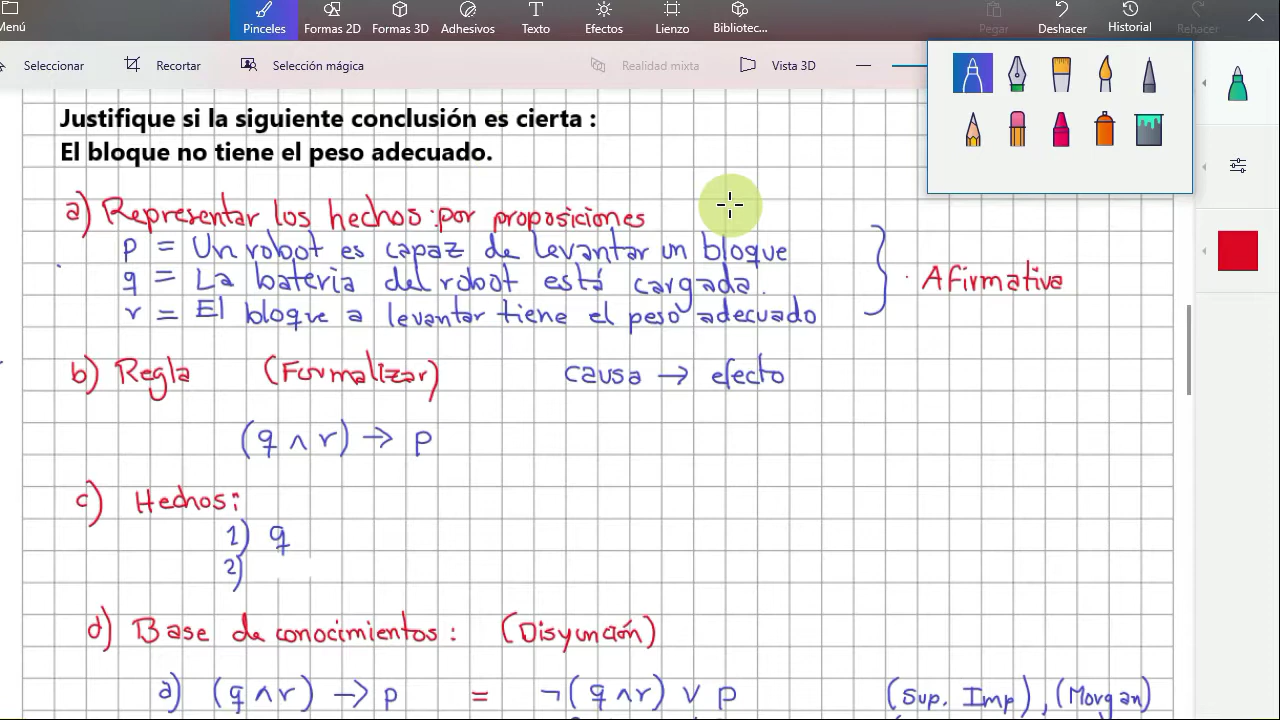 Menú
Pinceles
Formas 2D
Formas 3D
Adhesivos
Texto
Efectos
Lienzo
Bibliotec...
Pegar
Deshacer
Historial
Rehacer
Seleccionar
Recortar
Selección mágica
Realidad mixta
Vista 3D
Justifique si la siguiente conclusión es cierta :
El bloque no tiene el peso adecuado.
a) Representar los hechos : por proposiciones
p = Un robot es capaz de levantar un bloque
q = La bateria del robot está cargada.
r = El bloque a levantar tiene el peso adecuado
. Afirmativa
b) Regla (Formalizar) causa → efecto
(q ∧ r) → p
c) Hechos:
1) q
2)
d) Base de conocimientos : (Disyunción)
a) (q ∧ r) → p = ¬ (q ∧ r) ∨ p (Sup. Imp), (Morgan)